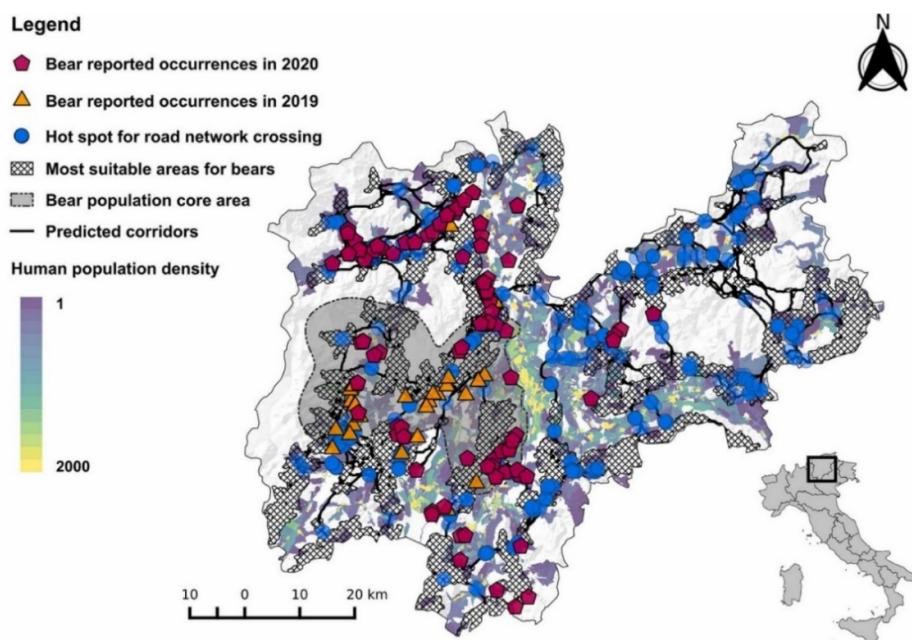 Legend
N
Bear reported occurrences in 2020
Bear reported occurrences in 2019
Hot spot for road network crossing
Most suitable areas for bears
Bear population core area
Predicted corridors
Human population density
1
2000
10 0 10 20 km